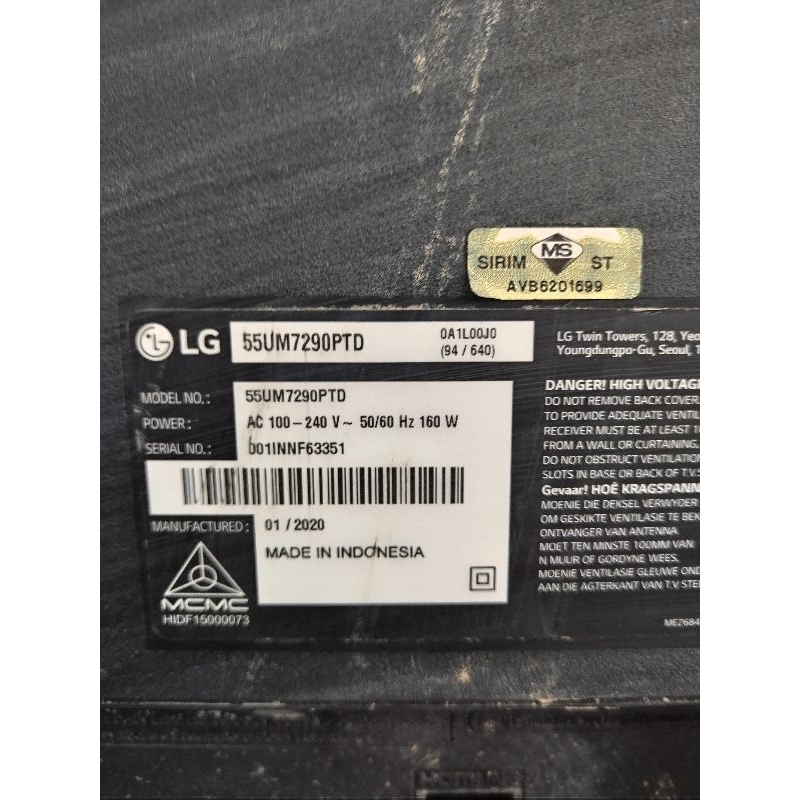 MS
SIRIM ST
AVB6201699
LG 55UM7290PTD 0A1L00J0
(94 / 640)
LG Twin Towers, 128, Yeo
Youngdungpo-Gu, Seoul, 1
MODEL NO.: 55UM7290PTD
POWER: AC 100-240 V~ 50/60 Hz 160 W
SERIAL NO.: 001INNF63351
MANUFACTURED: 01 / 2020
MADE IN INDONESIA
MCMC
HIDF15000073
DANGER! HIGH VOLTAGE
DO NOT REMOVE BACK COVER.
TO PROVIDE ADEQUATE VENTIL
RECEIVER MUST BE AT LEAST 1
FROM A WALL OR CURTAINING,
DO NOT OBSTRUCT VENTILATION
SLOTS IN BASE OR BACK OF T.V.S
Gevaar! HOË KRAGSPANN
MOENIE DIE DEKSEL VERWYDER
OM GESKIKTE VENTILASIE TE BEK
ONTVANGER VAN ANTENNA
MOET TEN MINSTE 100MM VAN
N MUUR OF GORDYNE WEES.
MOENIE VENTILASIE GLEUWE OND
AAN DIE AGTERKANT VAN T.V STE
MEZ684